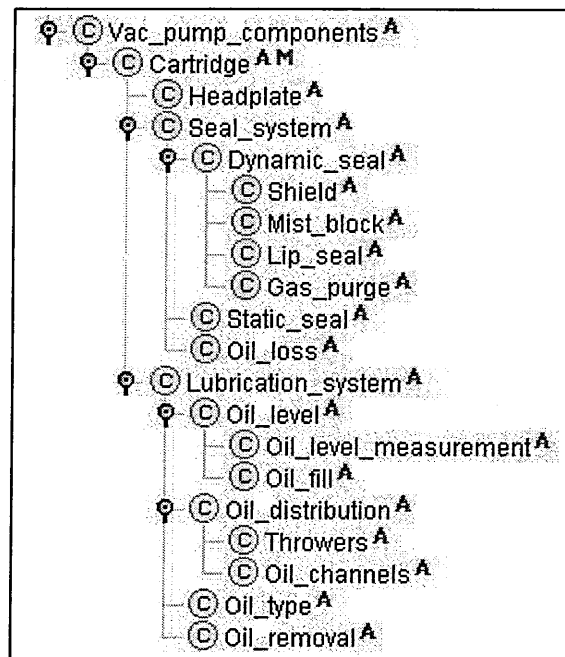 C Vac_pump_components A
C Cartridge A M
C Headplate A
C Seal_system A
C Dynamic_seal A
C Shield A
C Mist_block A
C Lip_seal A
C Gas_purge A
C Static_seal A
C Oil_loss A
C Lubrication_system A
C Oil_level A
C Oil_level_measurement A
C Oil_fill A
C Oil_distribution A
C Throwers A
C Oil_channels A
C Oil_type A
C Oil_removal A